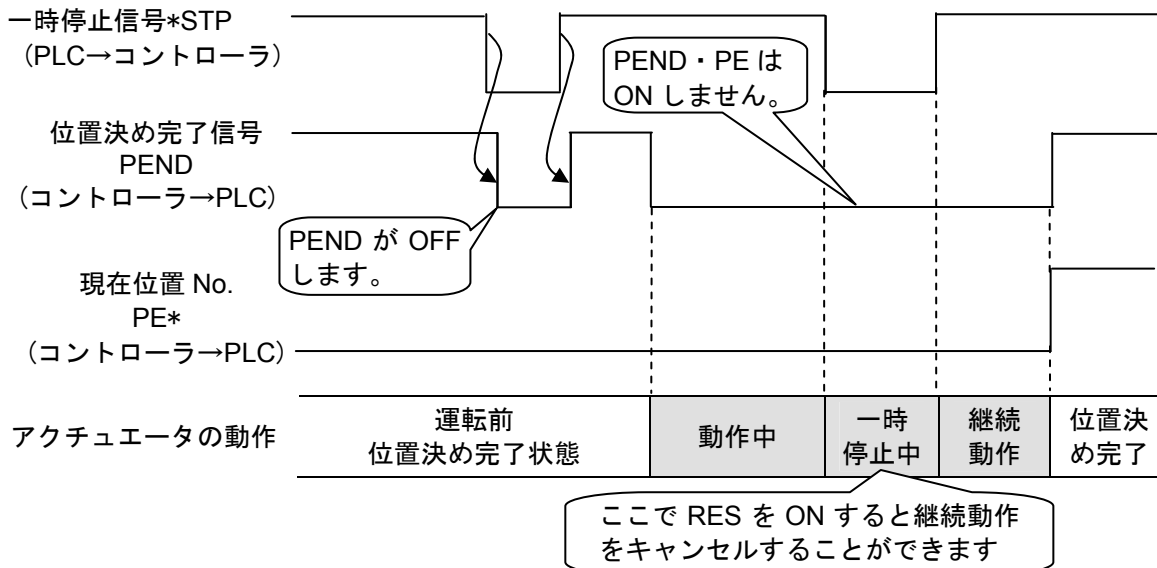 一時停止信号*STP
（PLC→コントローラ）
PEND・PE は
ON しません。
位置決め完了信号
PEND
（コントローラ→PLC）
PEND が OFF
します。
現在位置 No.
PE*
（コントローラ→PLC）
アクチュエータの動作
運転前
位置決め完了状態
動作中
一時
停止中
継続
動作
位置決
め完了
ここで RES を ON すると継続動作
をキャンセルすることができます